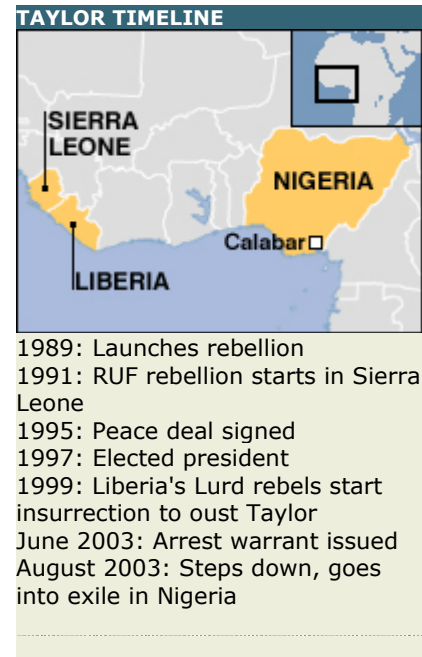 TAYLOR TIMELINE
SIERRA
LEONE
NIGERIA
Calabar
LIBERIA
1989: Launches rebellion
1991: RUF rebellion starts in Sierra
Leone
1995: Peace deal signed
1997: Elected president
1999: Liberia's Lurd rebels start
insurrection to oust Taylor
June 2003: Arrest warrant issued
August 2003: Steps down, goes
into exile in Nigeria